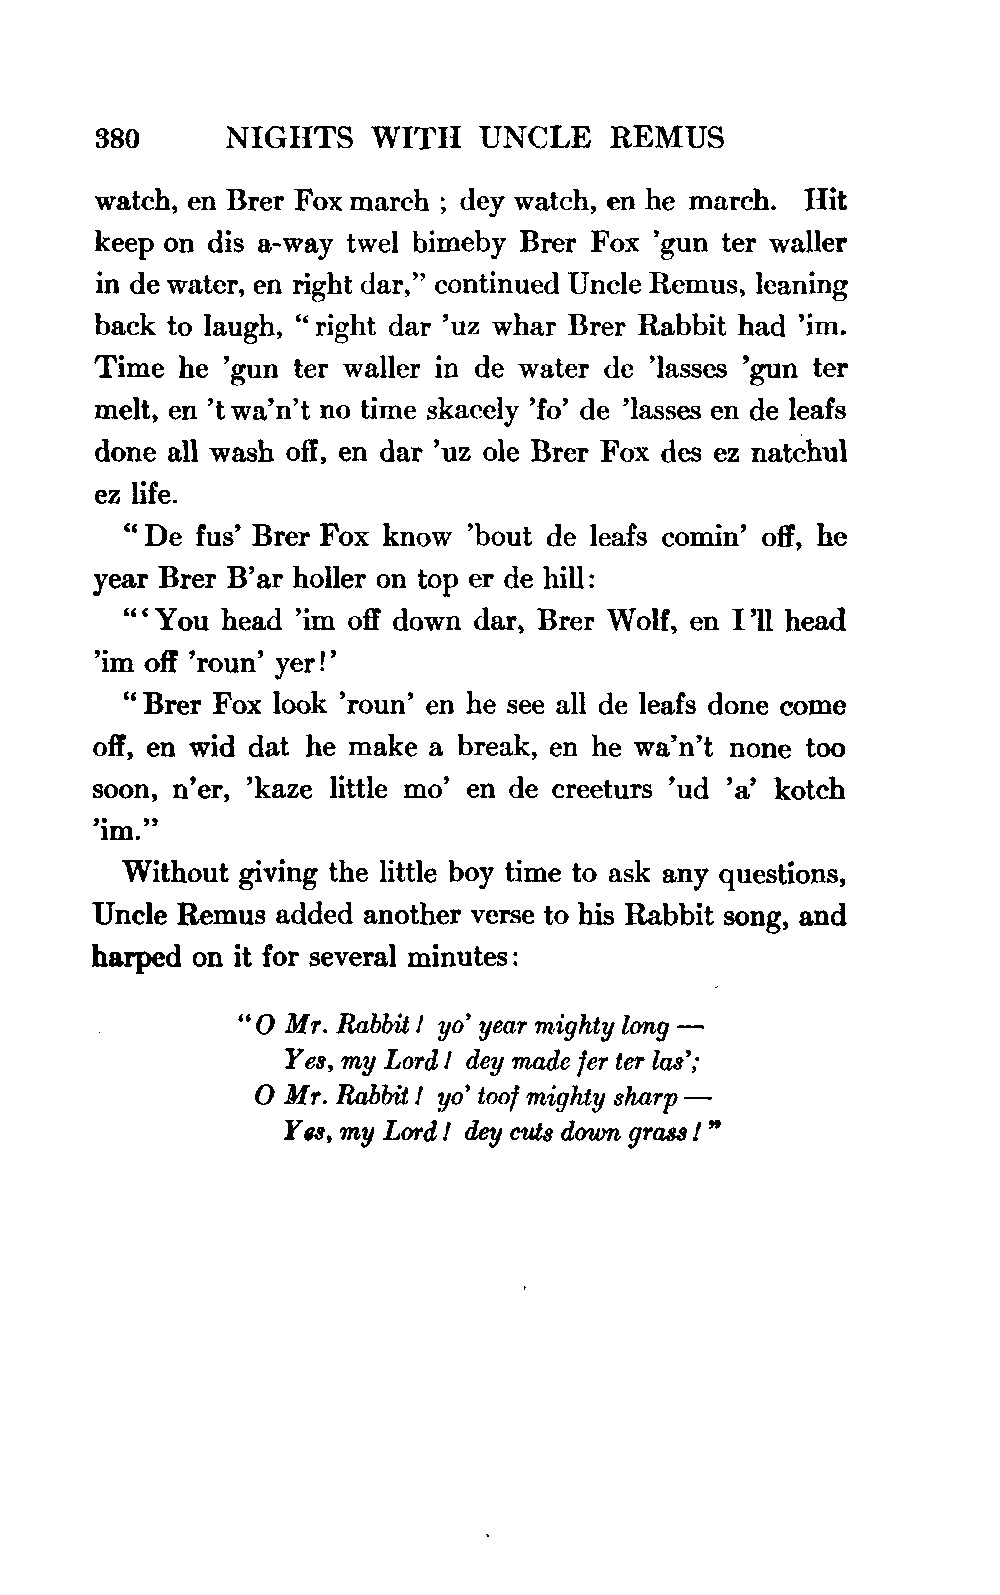 380 NIGHTS WITH UNCLE REMUS
watch, en Brer Fox march ; dey watch, en he march. Hit
keep on dis a-way twel bimeby Brer Fox 'gun ter waller
in de water, en right dar," continued Uncle Remus, leaning
back to laugh, "right dar 'uz whar Brer Rabbit had 'im.
Time he 'gun ter waller in de water de 'lasses 'gun ter
melt, en 't wa'n't no time skacely 'fo' de 'lasses en de leafs
done all wash off, en dar 'uz ole Brer Fox des ez natchul
ez life.
"De fus' Brer Fox know 'bout de leafs comin' off, he
year Brer B'ar holler on top er de hill:
"'You head 'im off down dar, Brer Wolf, en I 'll head
'im off 'roun' yer!'
"Brer Fox look 'roun' en he see all de leafs done come
off, en wid dat he make a break, en he wa'n't none too
soon, n'er, 'kaze little mo' en de creeturs 'ud 'a' kotch
'im."
Without giving the little boy time to ask any questions,
Uncle Remus added another verse to his Rabbit song, and
harped on it for several minutes:
"O Mr. Rabbit! yo' year mighty long —
Yes, my Lord! dey made fer ter las';
O Mr. Rabbit! yo' toof mighty sharp —
Yes, my Lord! dey cuts down grass!"